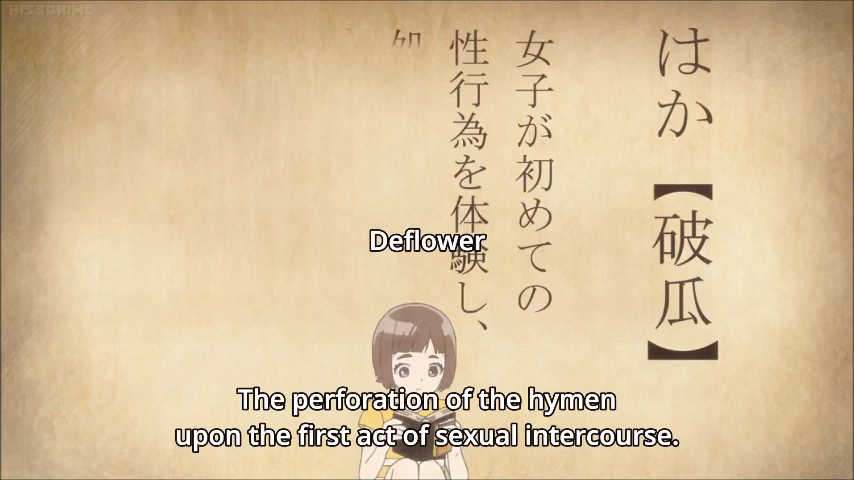 HISSUHIME
はか【破瓜】
女子が初めての
性行為を体験し、
Deflower
The perforation of the hymen
upon the first act of sexual intercourse.